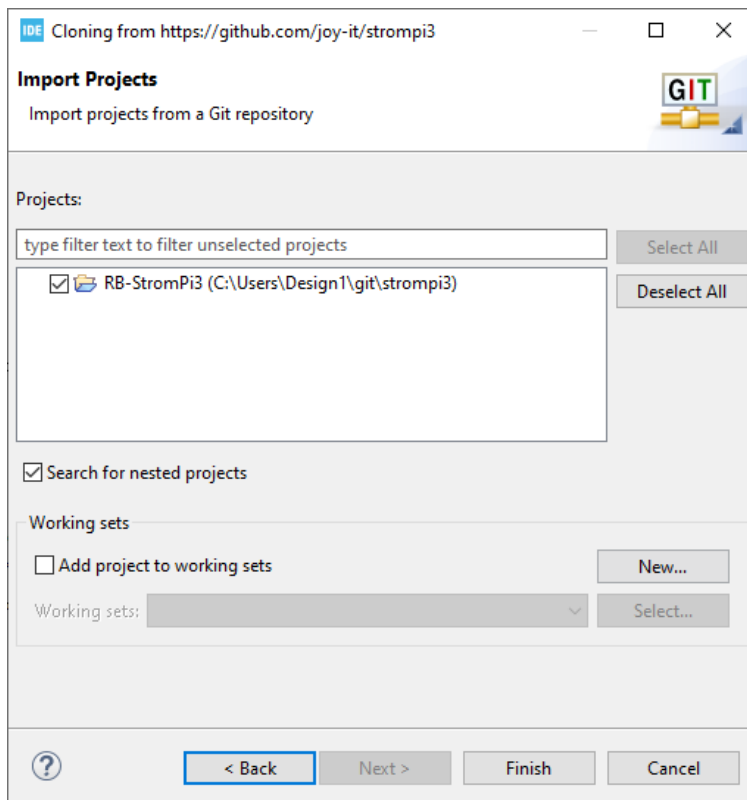 IDE Cloning from https://github.com/joy-it/strompi3
Import Projects
Import projects from a Git repository
GIT
Projects:
type filter text to filter unselected projects
Select All
RB-StromPi3 (C:\Users\Design1\git\strompi3)
Deselect All
Search for nested projects
Working sets
Add project to working sets
New...
Working sets:
Select...
?
< Back
Next >
Finish
Cancel